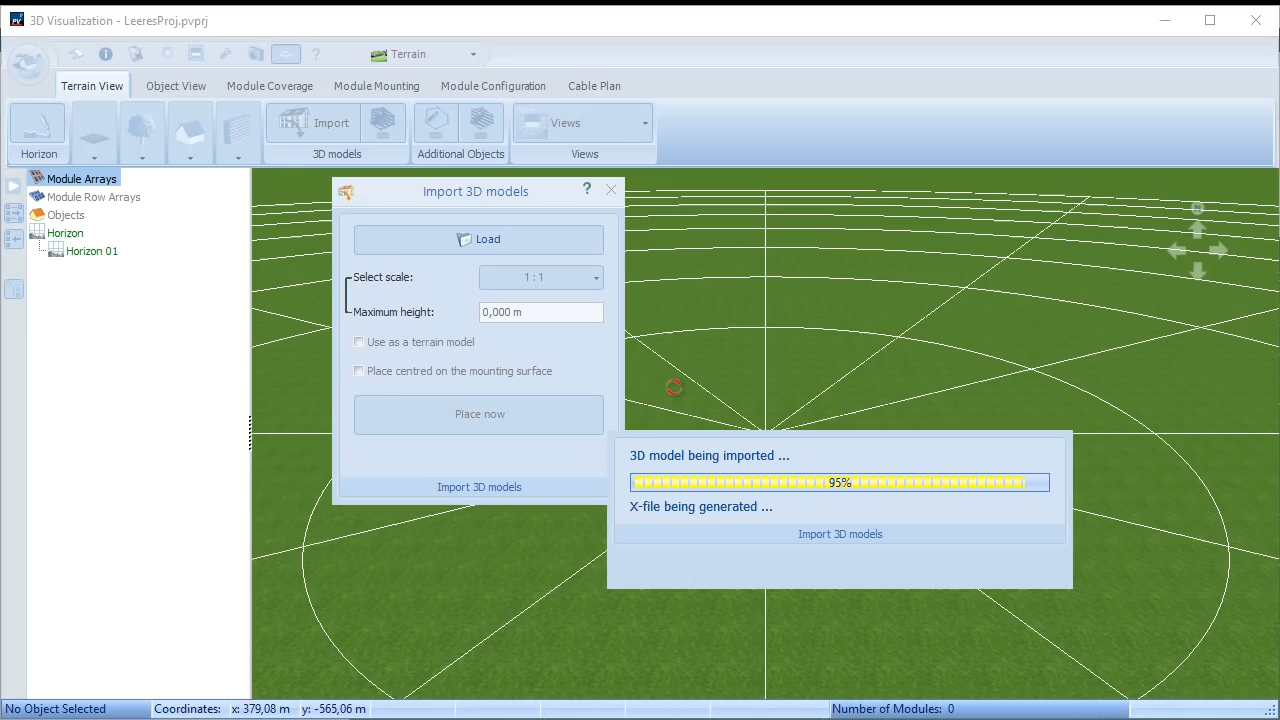 PV
3D Visualization - LeeresProj.pvprj
Terrain
Terrain View
Object View
Module Coverage
Module Mounting
Module Configuration
Cable Plan
Import
Views
Horizon
3D models
Additional Objects
Views
Module Arrays
Module Row Arrays
Objects
Horizon
Horizon 01
Import 3D models
?
Load
Select scale:
1 : 1
Maximum height:
0,000 m
Use as a terrain model
Place centred on the mounting surface
Place now
Import 3D models
3D model being imported ...
95%
X-file being generated ...
Import 3D models
No Object Selected
Coordinates:
x: 379,08 m
y: -565,06 m
Number of Modules: 0